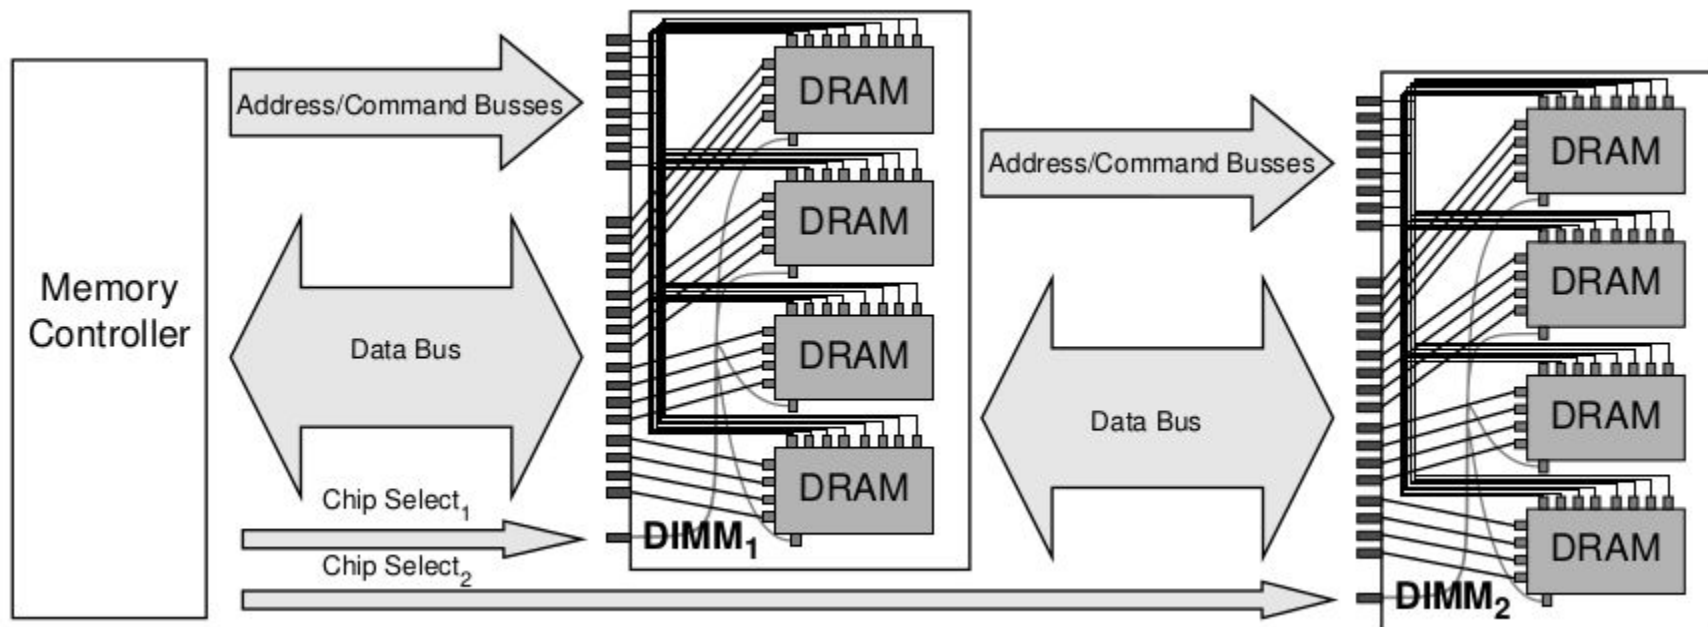 Memory
Controller
Address/Command Busses
Data Bus
Chip Select1
Chip Select2
DRAM
DRAM
DRAM
DRAM
DIMM1
Address/Command Busses
Data Bus
DRAM
DRAM
DRAM
DRAM
DIMM2